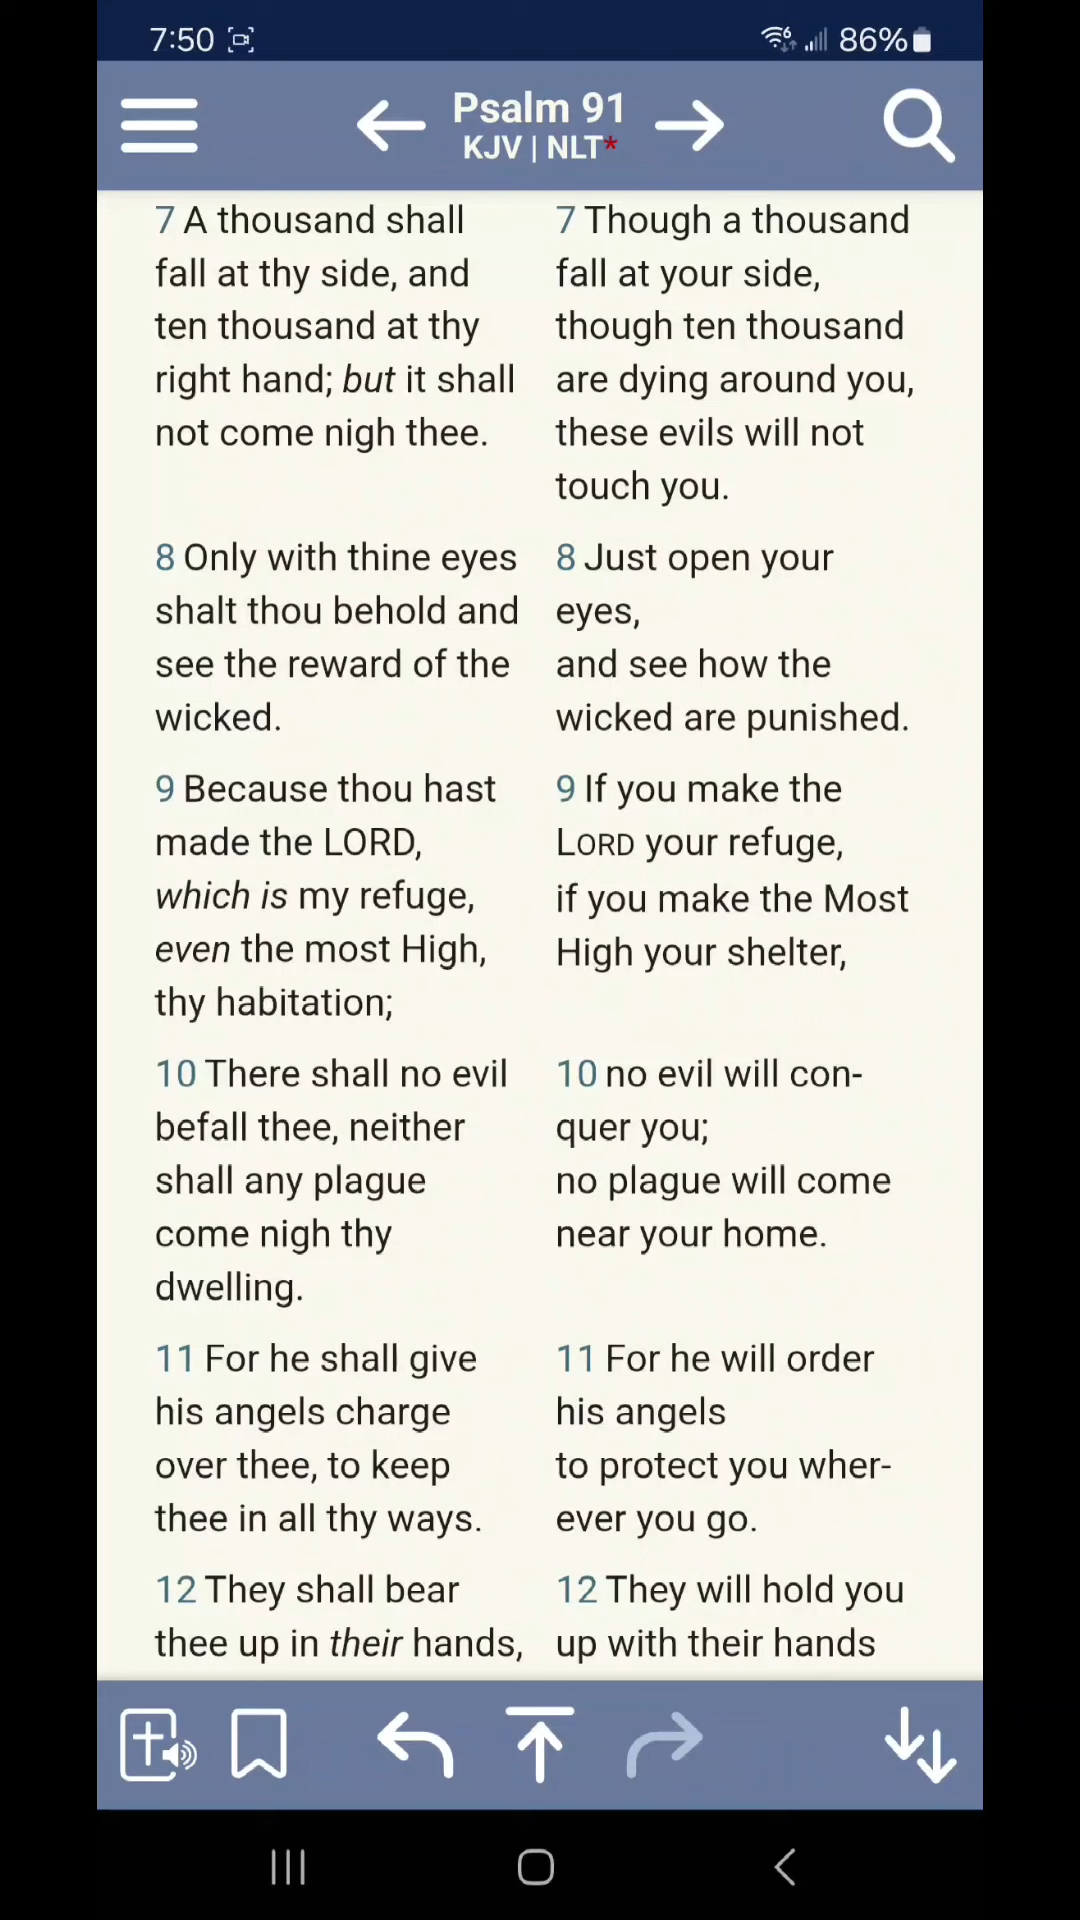 7:50
86%
Psalm 91
KJV | NLT*
7 A thousand shall
fall at thy side, and
ten thousand at thy
right hand; but it shall
not come nigh thee.
7 Though a thousand
fall at your side,
though ten thousand
are dying around you,
these evils will not
touch you.
8 Only with thine eyes
shalt thou behold and
see the reward of the
wicked.
8 Just open your
eyes,
and see how the
wicked are punished.
9 Because thou hast
made the LORD,
which is my refuge,
even the most High,
thy habitation;
9 If you make the
LORD your refuge,
if you make the Most
High your shelter,
10 There shall no evil
befall thee, neither
shall any plague
come nigh thy
dwelling.
10 no evil will con-
quer you;
no plague will come
near your home.
11 For he shall give
his angels charge
over thee, to keep
thee in all thy ways.
11 For he will order
his angels
to protect you wher-
ever you go.
12 They shall bear
thee up in their hands,
12 They will hold you
up with their hands